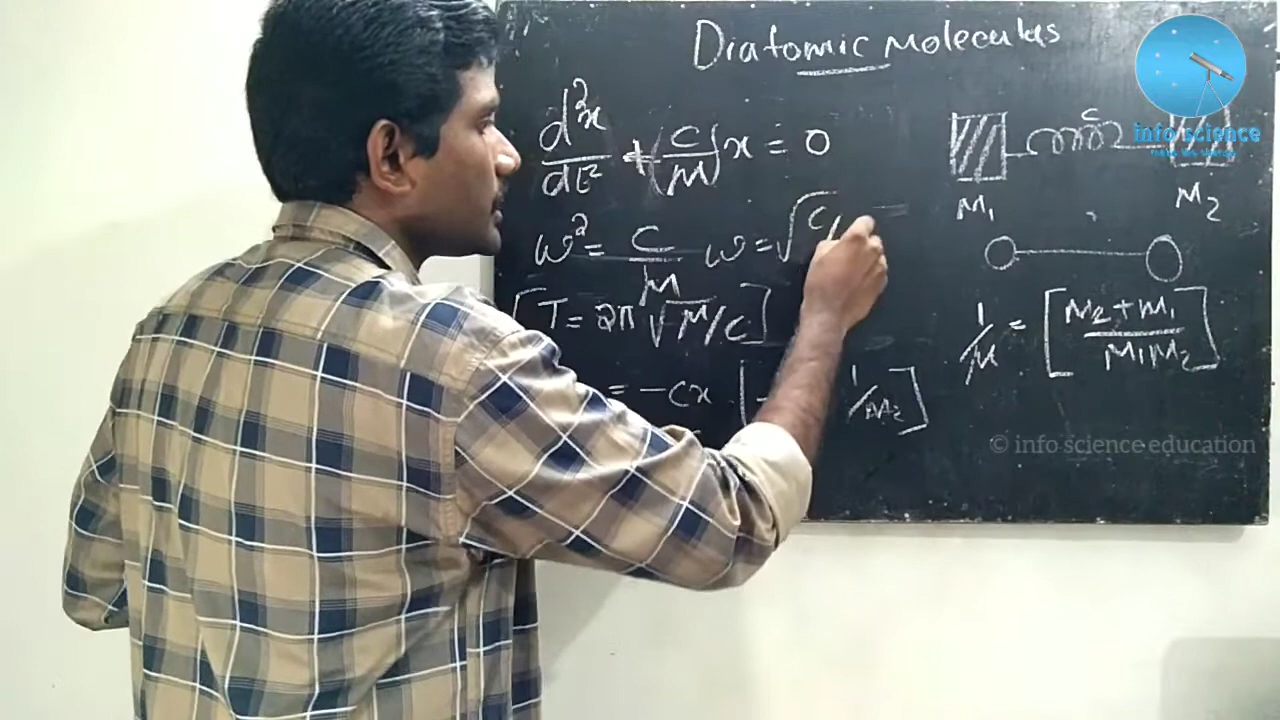 Diatomic Moleculas
d²x/dt² + (C/μ)x = 0
ω² = C/μ ω = √C/
[T = 2π √μ/C]
= -Cx [- 1/M2]
C
M1 M2
1/μ = [M2 + M1 / M1M2]
info science
© info science education